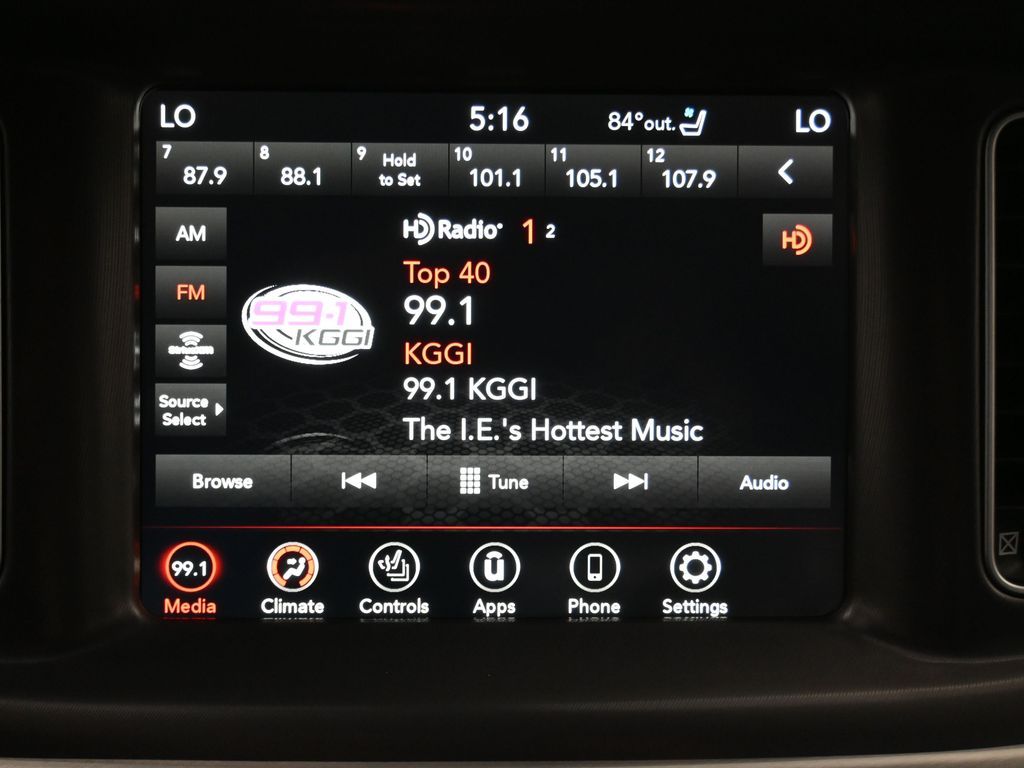 LO 5:16 84°out. LO
7 87.9 8 88.1 9 Hold to Set 10 101.1 11 105.1 12 107.9
HD Radio 1 2
AM
HD
Top 40
99.1
FM
99.1 KGGI
KGGI
SiriusXM
99.1 KGGI
Source Select
The I.E.'s Hottest Music
Browse Tune Audio
99.1
Media Climate Controls Apps Phone Settings